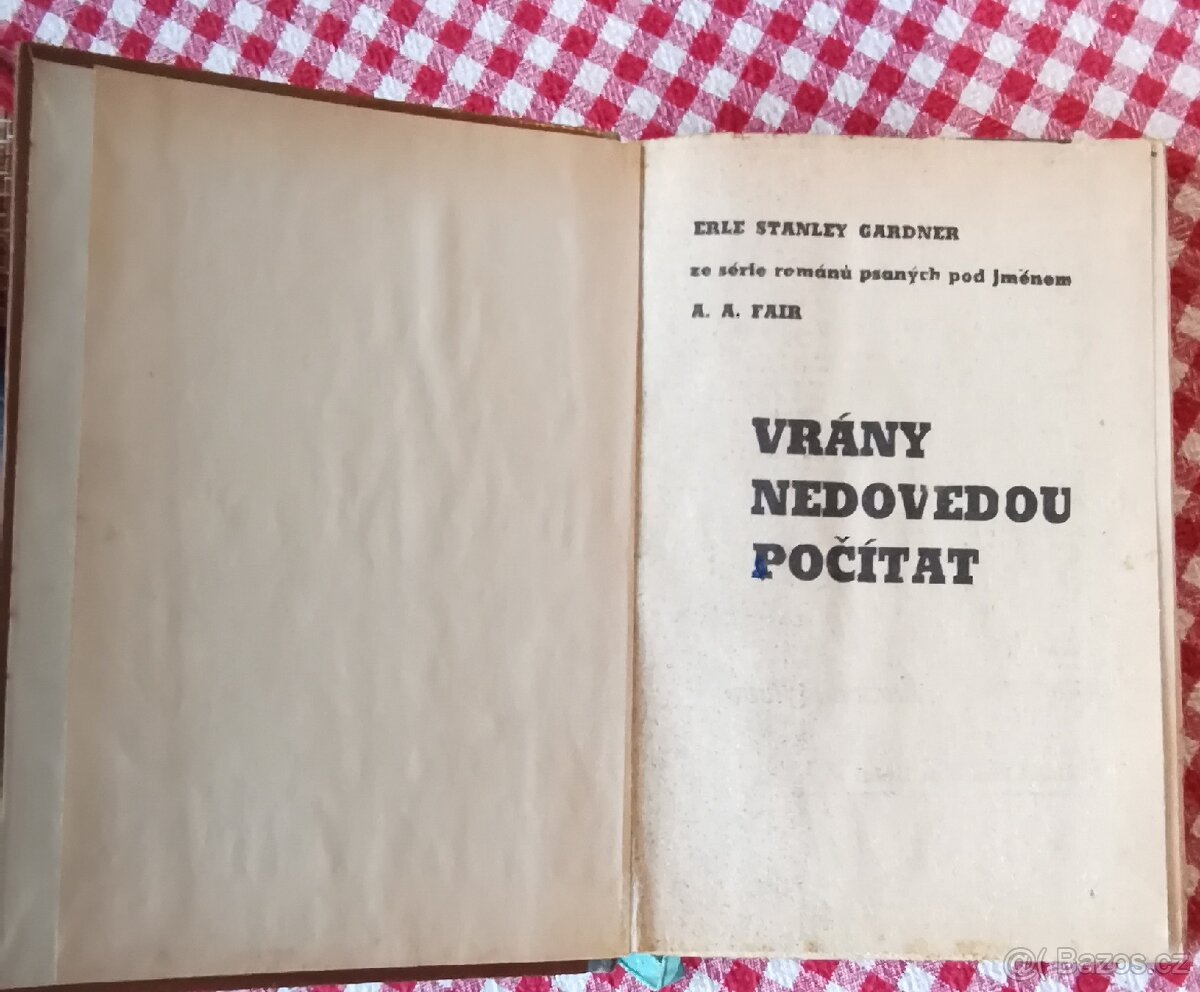 ERLE STANLEY GARDNER
ze série románů psaných pod Jménem
A. A. FAIR
VRÁNY
NEDOVEDOU
POČÍTAT
@( Bazos.cz